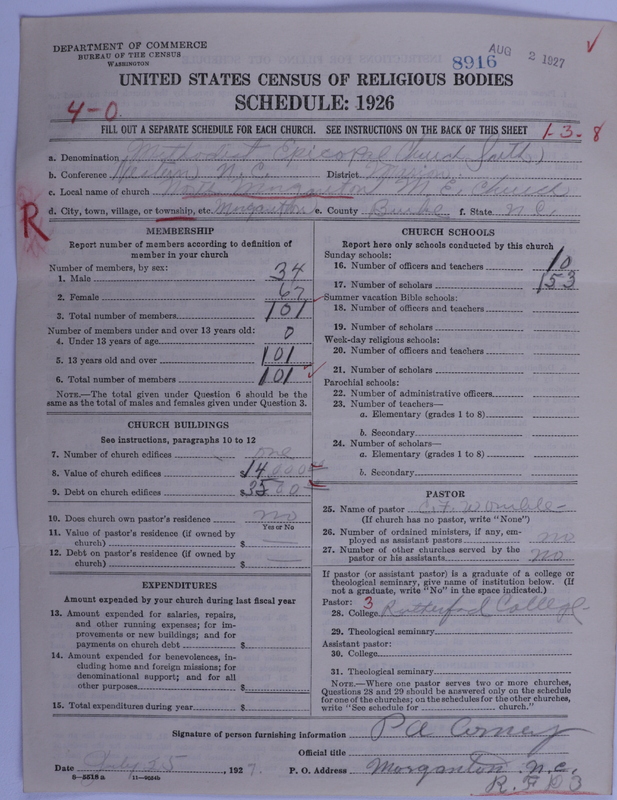 DEPARTMENT OF COMMERCE
BUREAU OF THE CENSUS
WASHINGTON
8916
AUG 2 1927
UNITED STATES CENSUS OF RELIGIOUS BODIES
SCHEDULE: 1926
4-0
FILL OUT A SEPARATE SCHEDULE FOR EACH CHURCH. SEE INSTRUCTIONS ON THE BACK OF THIS SHEET
1-3-8
a. Denomination Methodist Episcopal Church South
b. Conference Western N.C. District
c. Local name of church North Morganton M. E. Church
d. City, town, village, or township, etc. Morganton e. County Burke f. State N.C.
R
MEMBERSHIP
Report number of members according to definition of member in your church
Number of members, by sex:
1. Male 34
2. Female 67
3. Total number of members 101
Number of members under and over 13 years old:
4. Under 13 years of age 0
5. 13 years old and over 101
6. Total number of members 101
NOTE.—The total given under Question 6 should be the same as the total of males and females given under Question 3.
CHURCH BUILDINGS
See instructions, paragraphs 10 to 12
7. Number of church edifices one
8. Value of church edifices $14000
9. Debt on church edifices $3500
10. Does church own pastor's residence no
Yes or No
11. Value of pastor's residence (if owned by church) $
12. Debt on pastor's residence (if owned by church) $
EXPENDITURES
Amount expended by your church during last fiscal year
13. Amount expended for salaries, repairs, and other running expenses; for improvements or new buildings; and for payments on church debt $
14. Amount expended for benevolences, including home and foreign missions; for denominational support; and for all other purposes $
15. Total expenditures during year $
CHURCH SCHOOLS
Report here only schools conducted by this church
Sunday schools:
16. Number of officers and teachers 10
17. Number of scholars 153
Summer vacation Bible schools:
18. Number of officers and teachers
19. Number of scholars
Week-day religious schools:
20. Number of officers and teachers
21. Number of scholars
Parochial schools:
22. Number of administrative officers
23. Number of teachers—
a. Elementary (grades 1 to 8)
b. Secondary
24. Number of scholars—
a. Elementary (grades 1 to 8)
b. Secondary
PASTOR
25. Name of pastor C. F. Womble
(If church has no pastor, write "None")
26. Number of ordained ministers, if any, employed as assistant pastors no
27. Number of other churches served by the pastor or his assistants no
If pastor (or assistant pastor) is a graduate of a college or theological seminary, give name of institution below. (If not a graduate, write "No" in the space indicated.)
Pastor: 3
28. College Rutherford College
29. Theological seminary
Assistant pastor:
30. College
31. Theological seminary
NOTE.—Where one pastor serves two or more churches, Questions 28 and 29 should be answered only on the schedule for one of the churches; on the schedules for the other churches, write "See schedule for church."
Signature of person furnishing information P A
Official title
Date July 25, 1927. P. O. Address Morganton N.C.
R.F.D 3
8-5518a 11-9024b